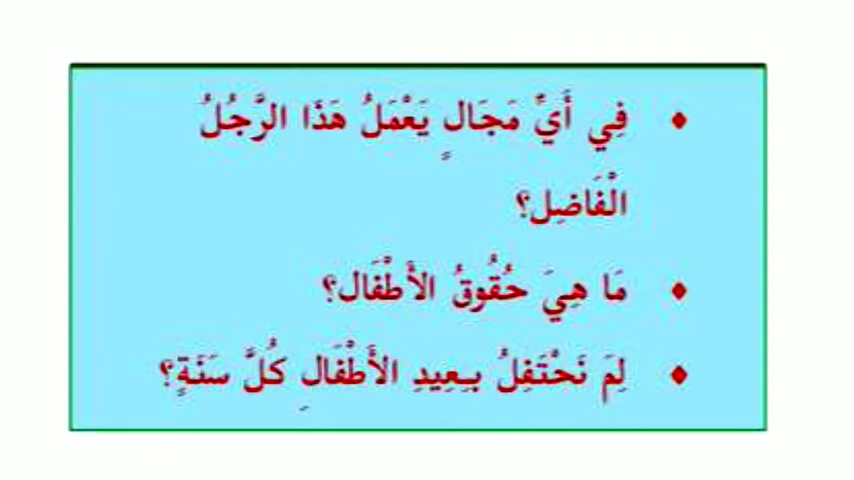 ♦ فِي أَيِّ مَجَالٍ يَعْمَلُ هَذَا الرَّجُلُ
الْفَاضِل؟
♦ مَا هِيَ حُقُوقُ الأَطْفَال؟
♦ لِمَ نَحْتَفِلُ بِعِيدِ الأَطْفَالِ كُلَّ سَنَةٍ؟